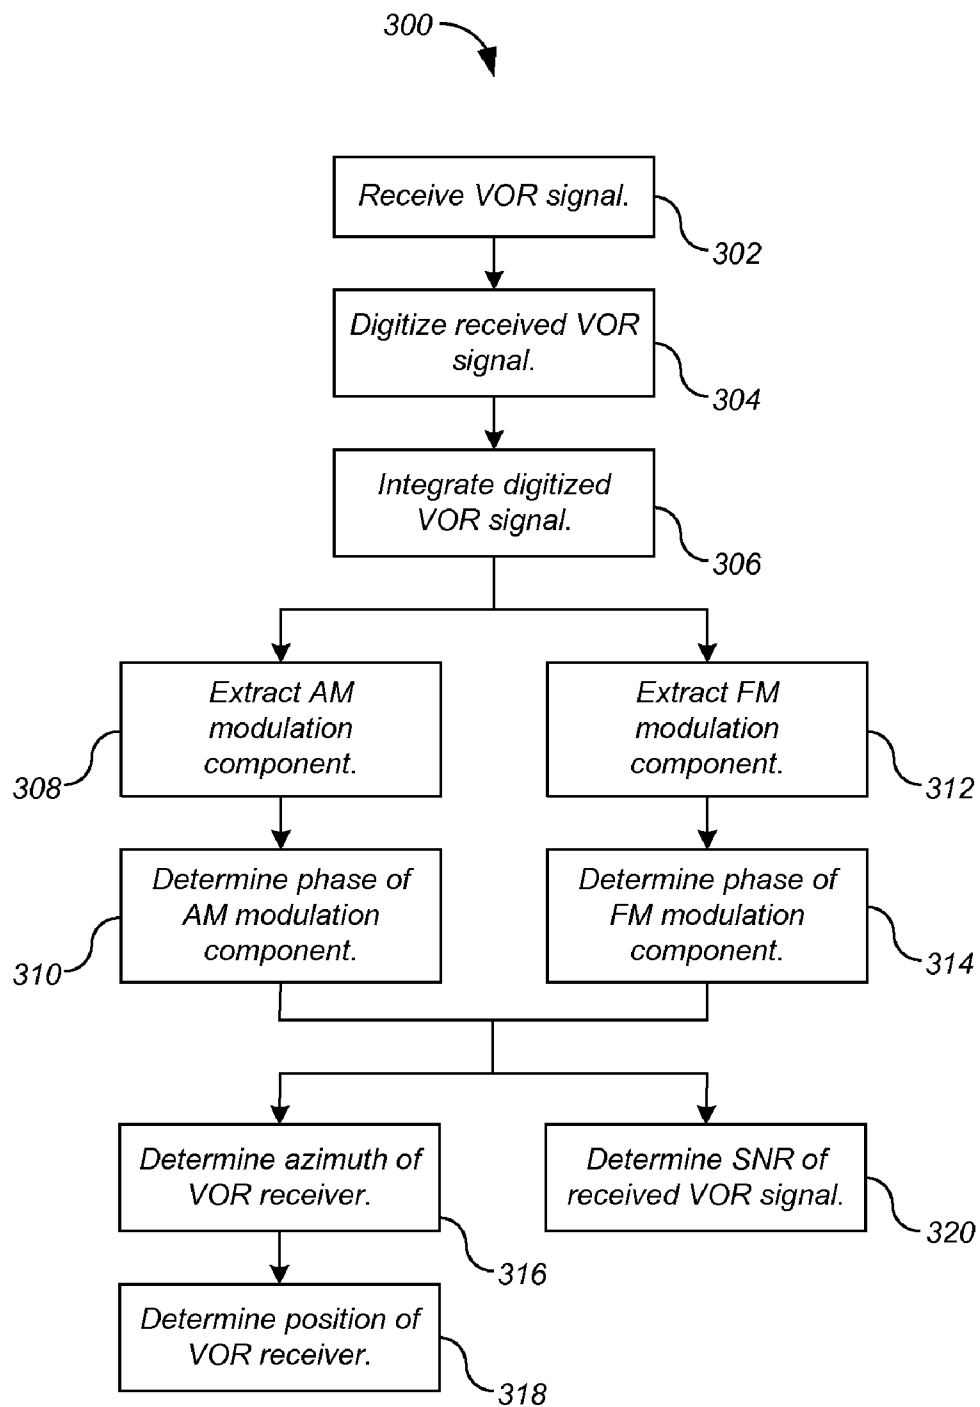 300
Receive VOR signal.
302
Digitize received VOR
signal.
304
Integrate digitized
VOR signal.
306
Extract AM
modulation
component.
308
Extract FM
modulation
component.
312
Determine phase of
AM modulation
component.
310
Determine phase of
FM modulation
component.
314
Determine azimuth of
VOR receiver.
316
Determine SNR of
received VOR signal.
320
Determine position of
VOR receiver.
318